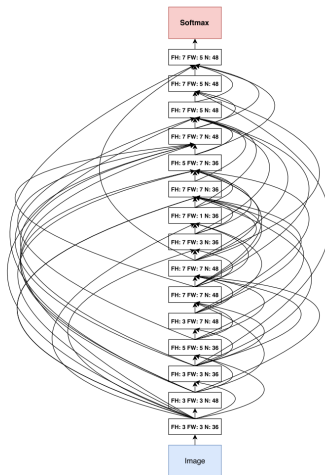 Softmax
FH: 7 FW: 5 N: 48
FH: 7 FW: 5 N: 48
FH: 7 FW: 5 N: 48
FH: 7 FW: 7 N: 48
FH: 5 FW: 7 N: 36
FH: 7 FW: 7 N: 36
FH: 7 FW: 1 N: 36
FH: 7 FW: 3 N: 36
FH: 7 FW: 7 N: 48
FH: 7 FW: 7 N: 48
FH: 3 FW: 7 N: 48
FH: 5 FW: 5 N: 36
FH: 3 FW: 3 N: 36
FH: 3 FW: 3 N: 48
FH: 3 FW: 3 N: 36
Image